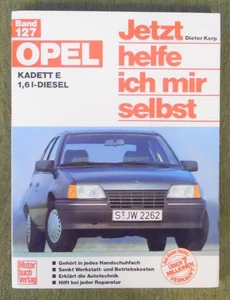 Band
127
Jetzt
Dieter Korp
helfe
ich mir
selbst
OPEL
KADETT E
1,6 l-DIESEL
S·JW 2262
Motor
buch
verlag
• Gehört in jedes Handschuhfach
• Senkt Werkstatt- und Betriebskosten
• Erklärt die Autotechnik
• Hilft bei jeder Reparatur
MILLIONEN